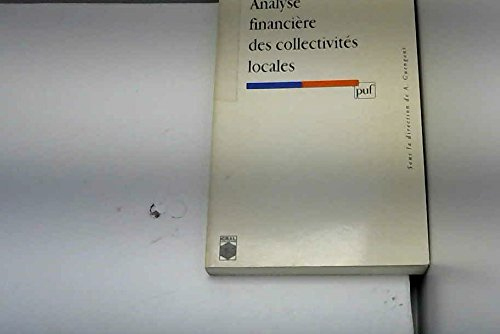 Analyse
financière
des collectivités
locales
puf
Sous la direction de A. Guengant